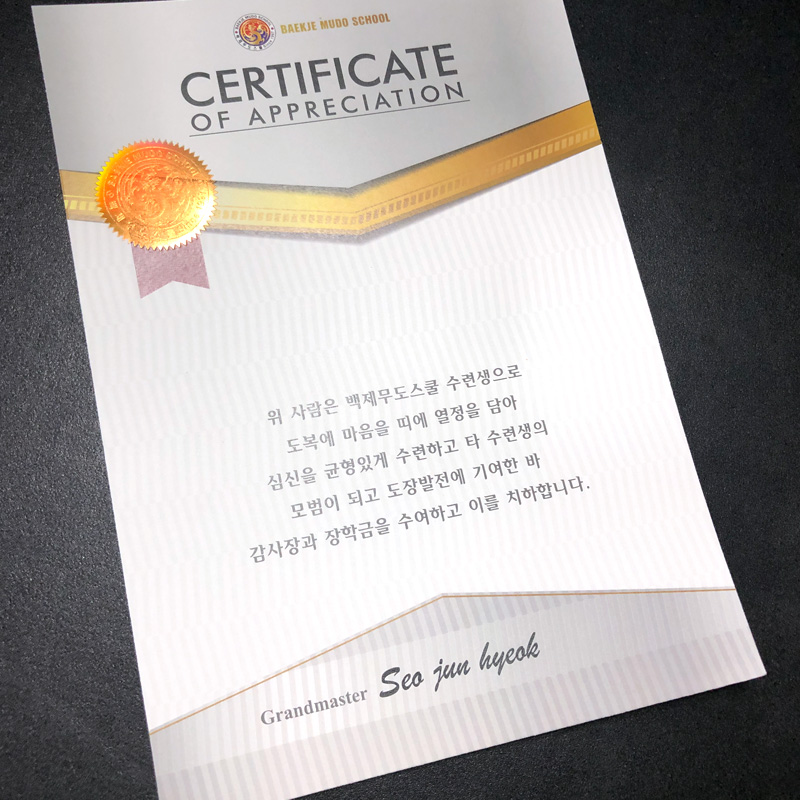 BAEKJE MUDO SCHOOL
CERTIFICATE
OF APPRECIATION
위 사람은 백제무도스쿨 수련생으로
도복에 마음을 띠에 열정을 담아
심신을 균형있게 수련하고 타 수련생의
모범이 되고 도장발전에 기여한 바
감사장과 장학금을 수여하고 이를 치하합니다.
Grandmaster Seo jun hyeok